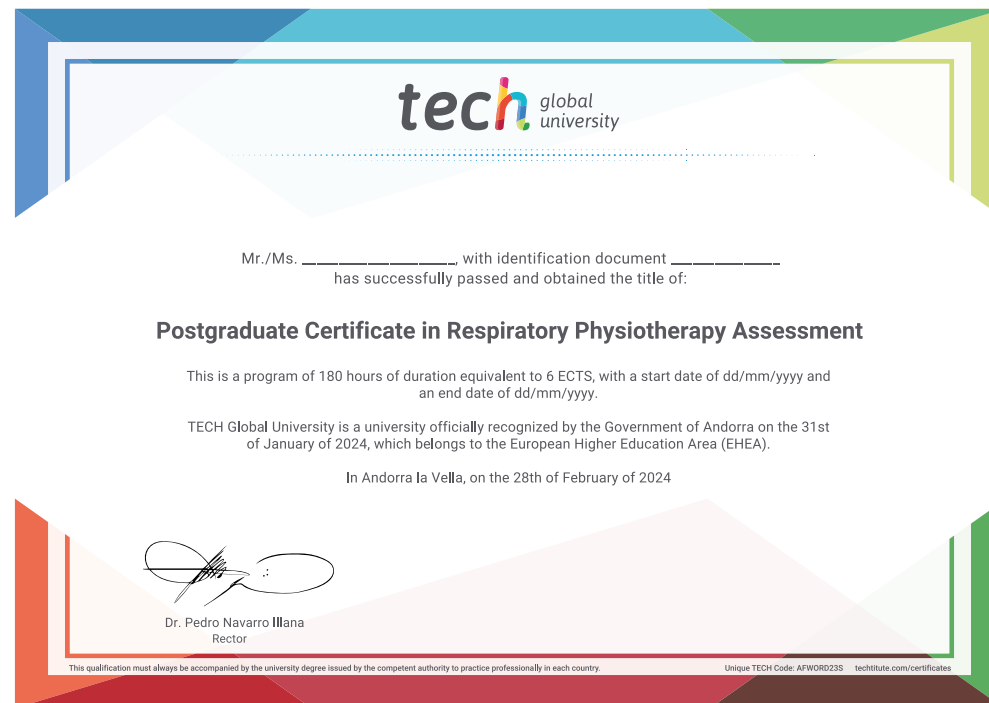 tech global university
Mr./Ms. ____________________, with identification document ______________
has successfully passed and obtained the title of:
Postgraduate Certificate in Respiratory Physiotherapy Assessment
This is a program of 180 hours of duration equivalent to 6 ECTS, with a start date of dd/mm/yyyy and
an end date of dd/mm/yyyy.
TECH Global University is a university officially recognized by the Government of Andorra on the 31st
of January of 2024, which belongs to the European Higher Education Area (EHEA).
In Andorra la Vella, on the 28th of February of 2024
Dr. Pedro Navarro Illana
Rector
This qualification must always be accompanied by the university degree issued by the competent authority to practice professionally in each country.
Unique TECH Code: AFWORD23S techtitute.com/certificates